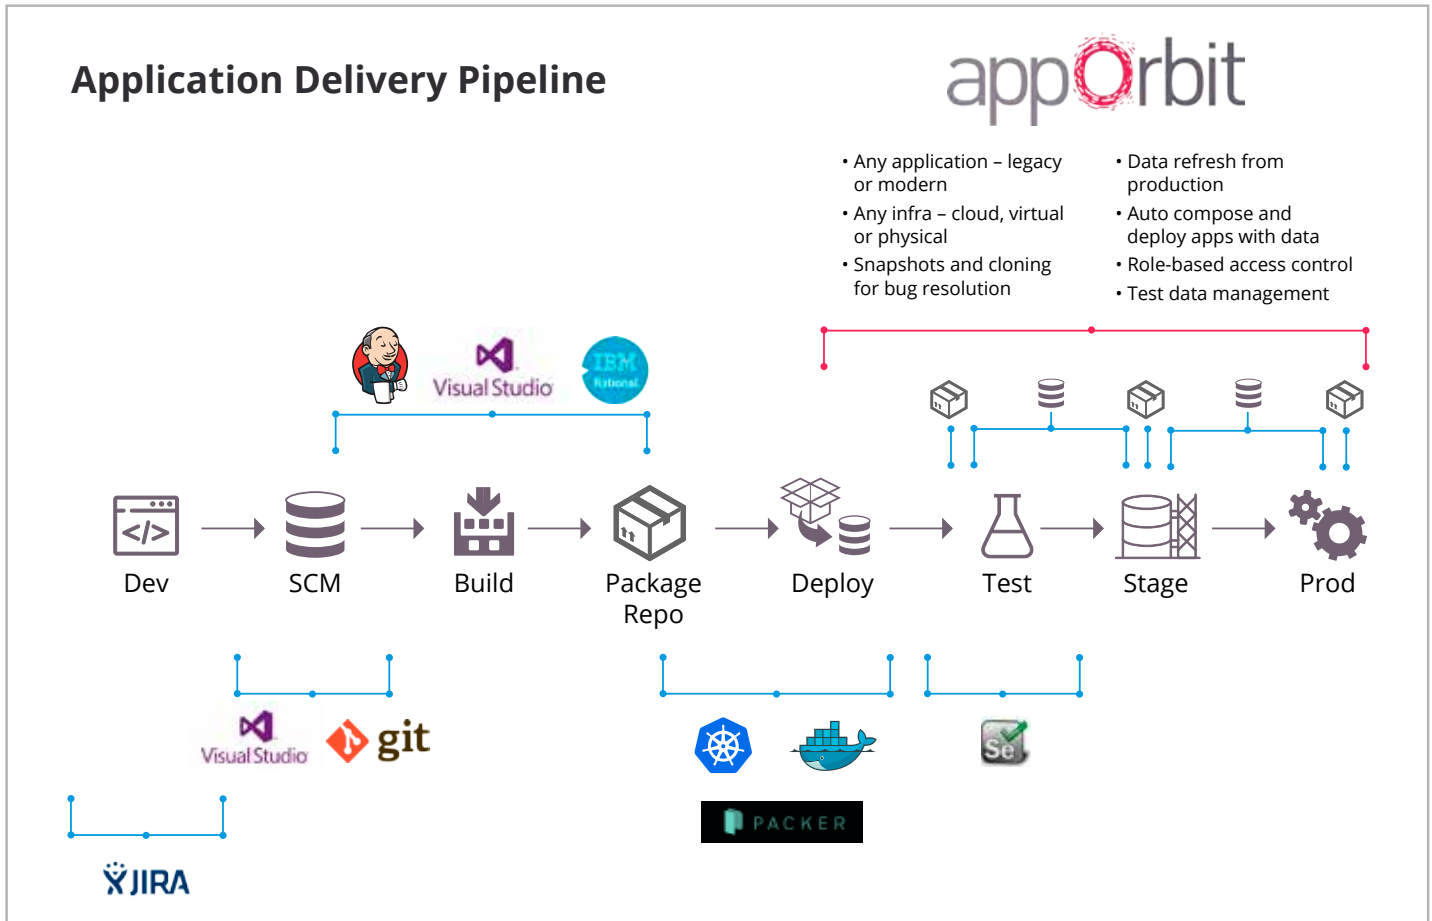 Application Delivery Pipeline
appOrbit
• Any application – legacy
or modern
• Any infra – cloud, virtual
or physical
• Snapshots and cloning
for bug resolution
• Data refresh from
production
• Auto compose and
deploy apps with data
• Role-based access control
• Test data management
Visual Studio
IBM
Rational
</>
Dev
SCM
Build
Package
Repo
Deploy
Test
Stage
Prod
Visual Studio
git
Se
PACKER
JIRA